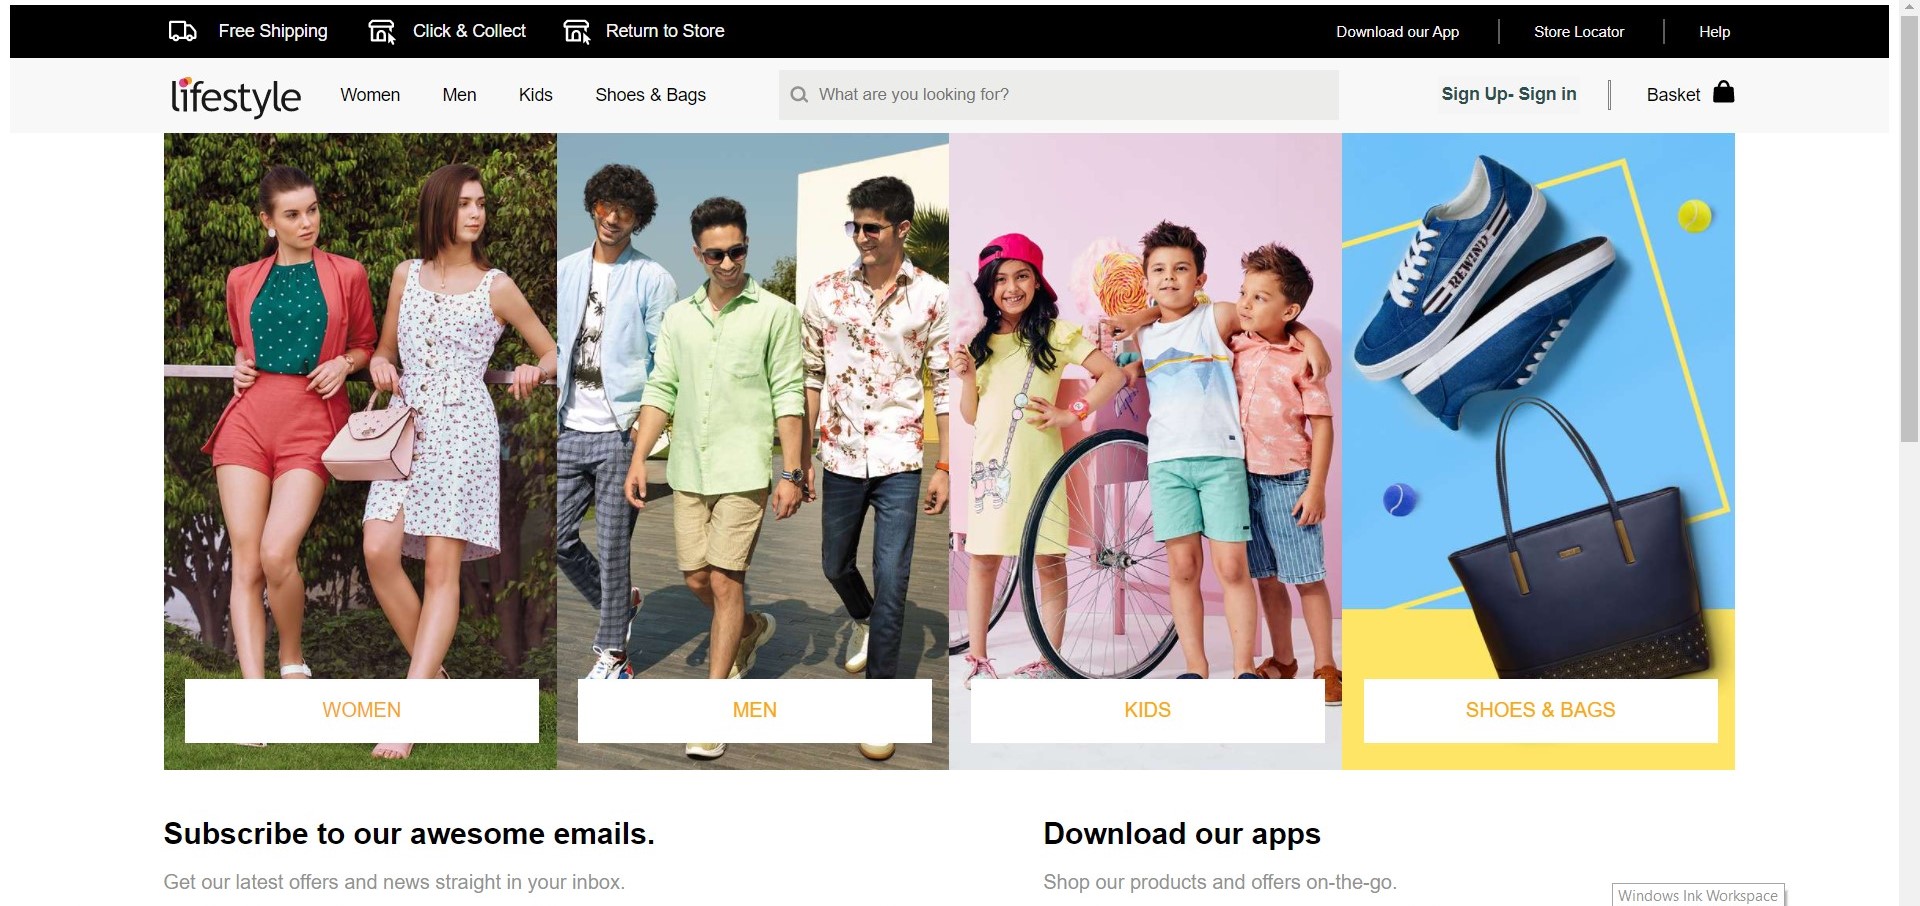 Free Shipping
Click & Collect
Return to Store
Download our App
Store Locator
Help
lifestyle
Women
Men
Kids
Shoes & Bags
What are you looking for?
Sign Up- Sign in
Basket
REWIND
WOMEN
MEN
KIDS
SHOES & BAGS
Subscribe to our awesome emails.
Get our latest offers and news straight in your inbox.
Download our apps
Shop our products and offers on-the-go.
Windows Ink Workspace